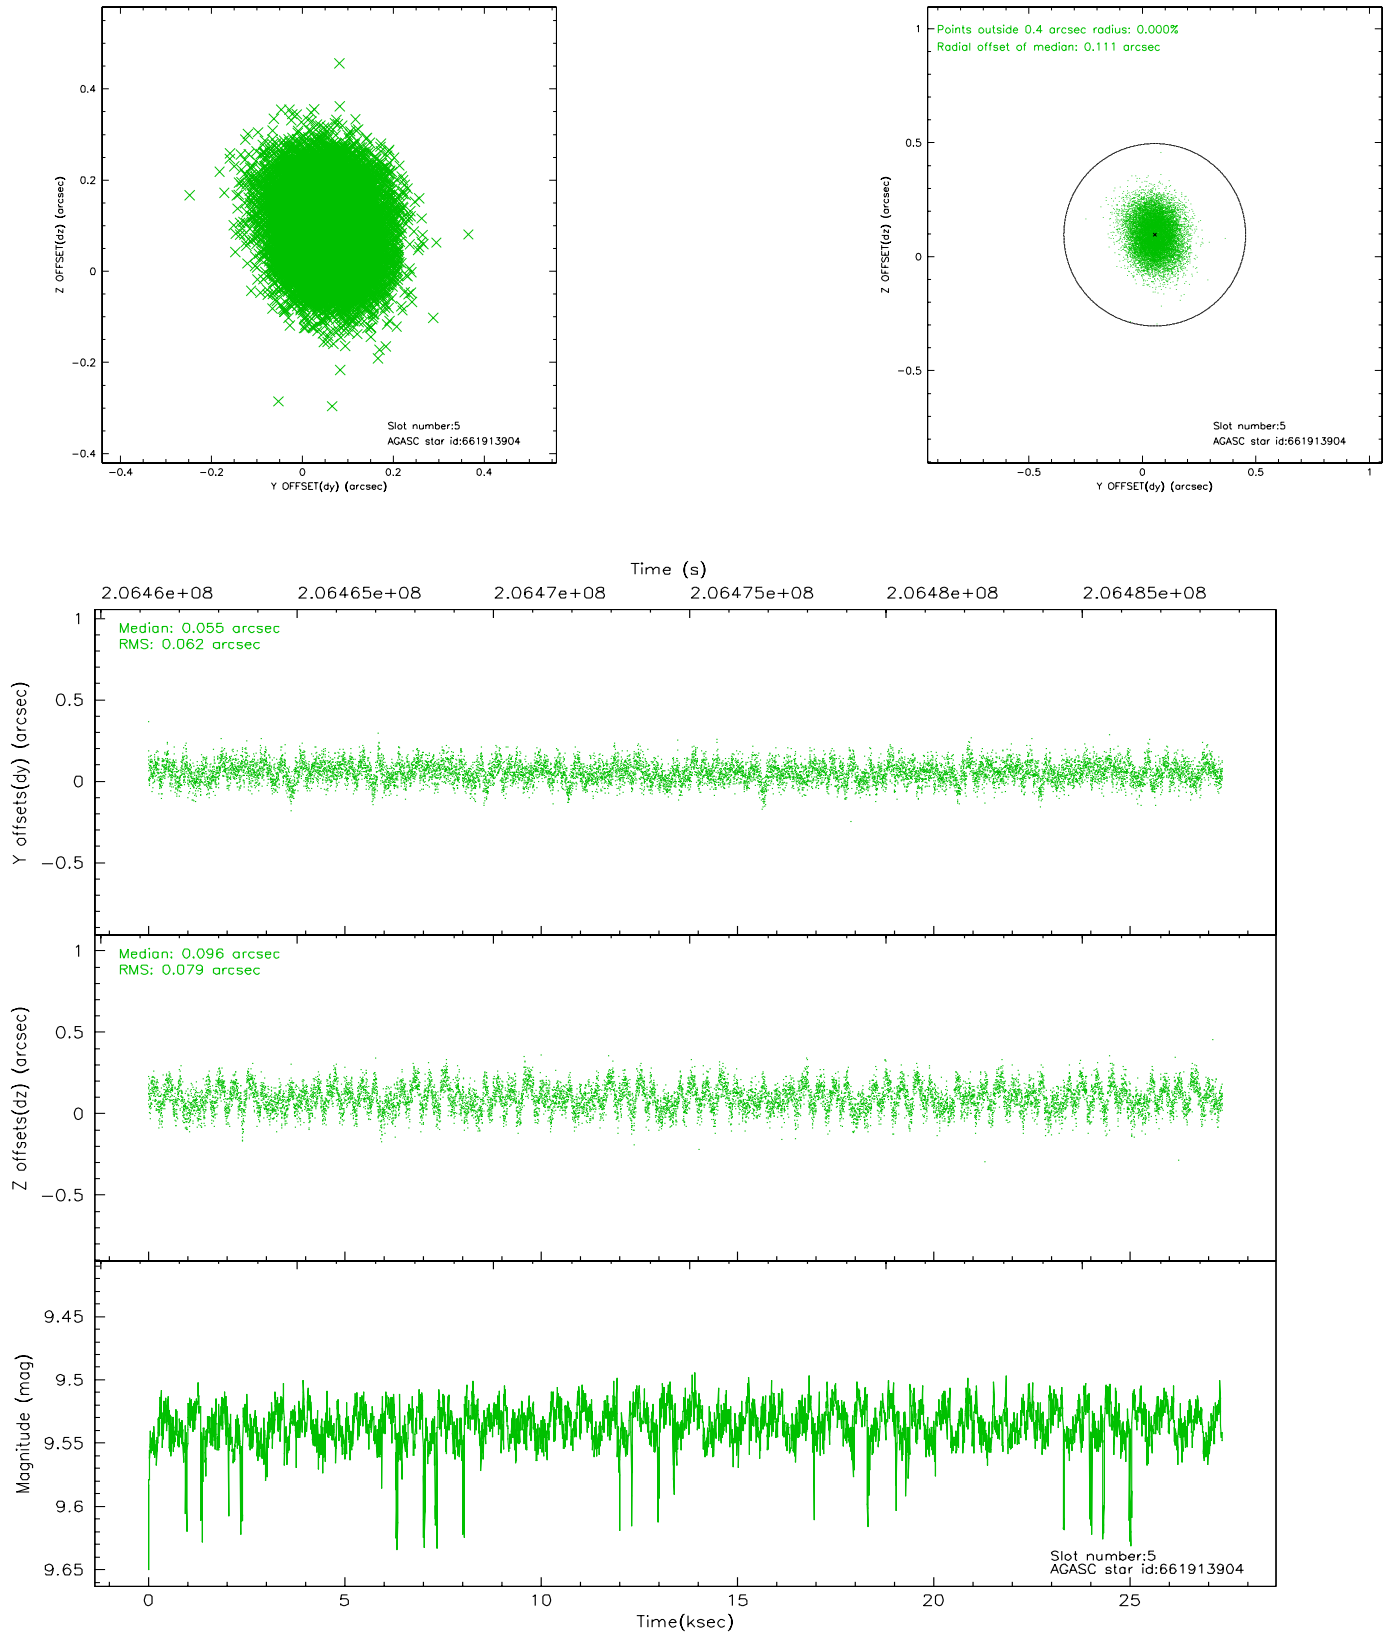 0.4
0.2
0
−0.2
−0.4
Z OFFSET(dz) (arcsec)
Slot number:5
AGASC star id:661913904
−0.4
−0.2
0
0.2
0.4
Y OFFSET(dy) (arcsec)
Points outside 0.4 arcsec radius: 0.000%
Radial offset of median: 0.111 arcsec
1
0.5
0
−0.5
Z OFFSET(dz) (arcsec)
Slot number:5
AGASC star id:661913904
−0.5
0
0.5
1
Y OFFSET(dy) (arcsec)
Time (s)
2.0646e+08
2.06465e+08
2.0647e+08
2.06475e+08
2.0648e+08
2.06485e+08
Median: 0.055 arcsec
RMS: 0.062 arcsec
1
0.5
0
−0.5
Y offsets(dy) (arcsec)
Median: 0.096 arcsec
RMS: 0.079 arcsec
1
0.5
0
−0.5
Z offsets(dz) (arcsec)
9.45
9.5
9.55
9.6
9.65
Magnitude (mag)
Slot number:5
AGASC star id:661913904
0
5
10
15
20
25
Time(ksec)